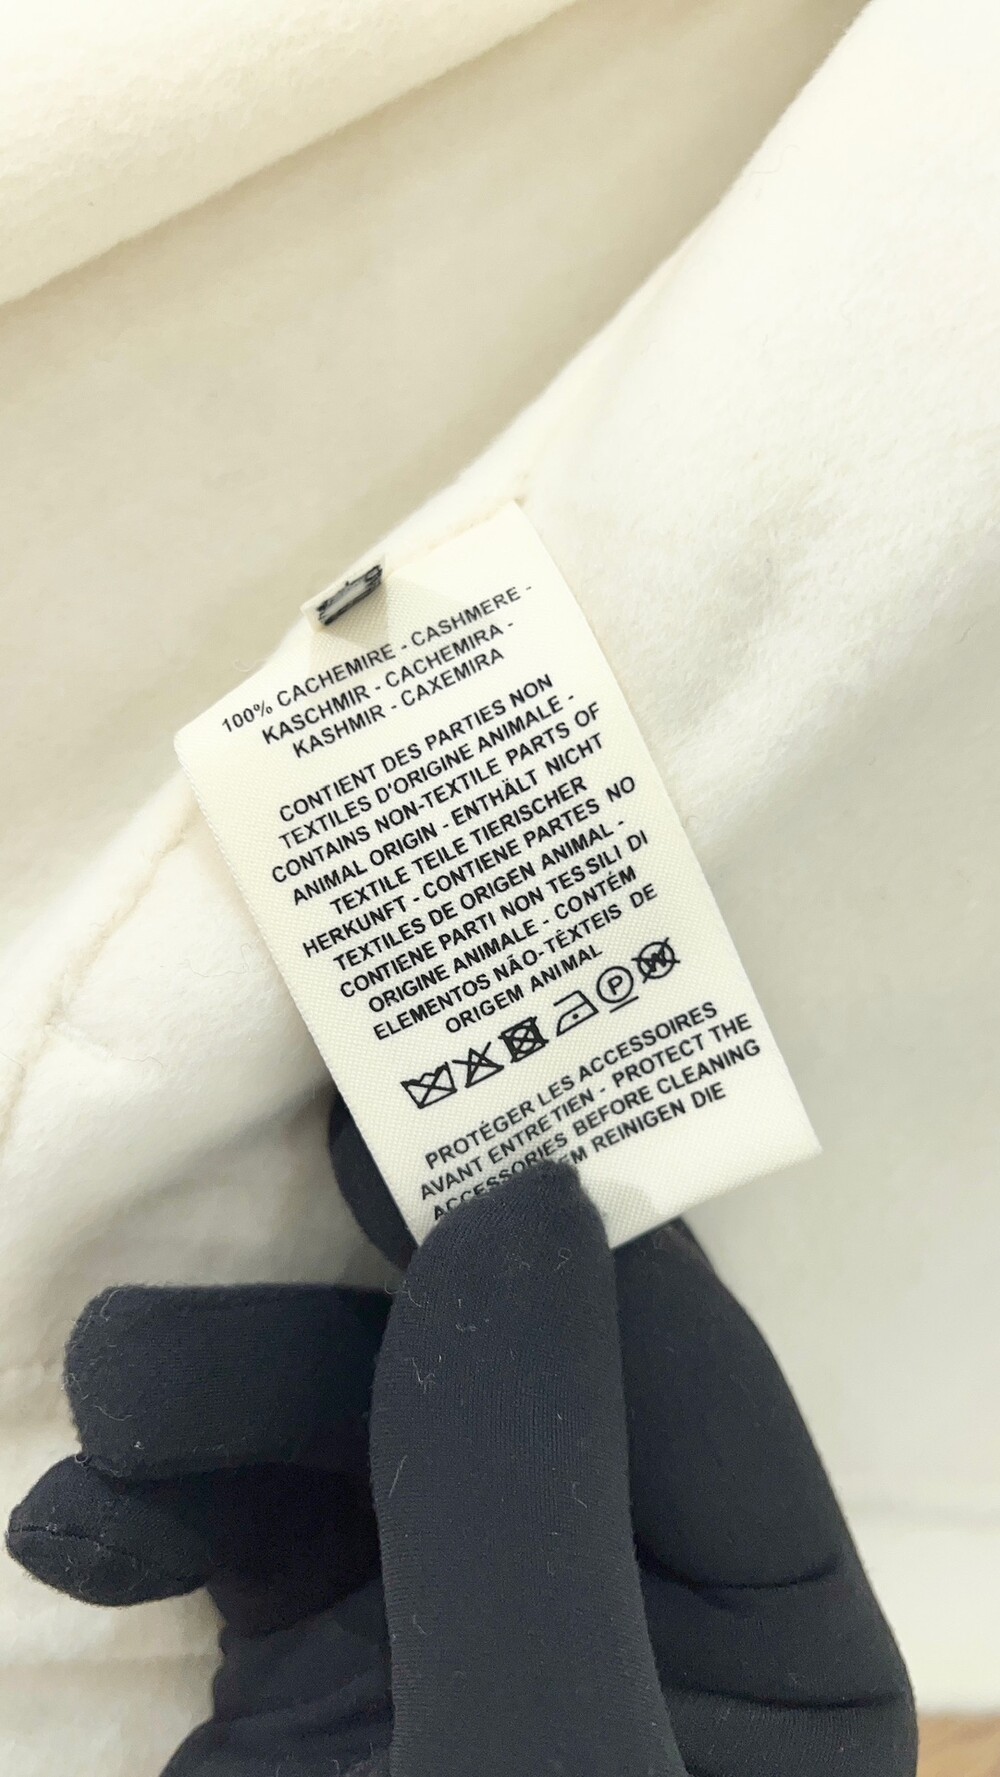 100% CACHEMIRE - CASHMERE -
KASCHMIR - CACHEMIRA -
KASHMIR - CAXEMIRA
CONTIENT DES PARTIES NON
TEXTILES D'ORIGINE ANIMALE -
CONTAINS NON-TEXTILE PARTS OF
ANIMAL ORIGIN - ENTHÄLT NICHT
TEXTILE TEILE TIERISCHER
HERKUNFT - CONTIENE PARTES NO
TEXTILES DE ORIGEN ANIMAL -
CONTIENE PARTI NON TESSILI DI
ORIGINE ANIMALE - CONTÉM
ELEMENTOS NÃO-TÊXTEIS DE
ORIGEM ANIMAL
P W
PROTÉGER LES ACCESSOIRES
AVANT ENTRETIEN - PROTECT THE
ACCESSORIES BEFORE CLEANING
REINIGEN DIE